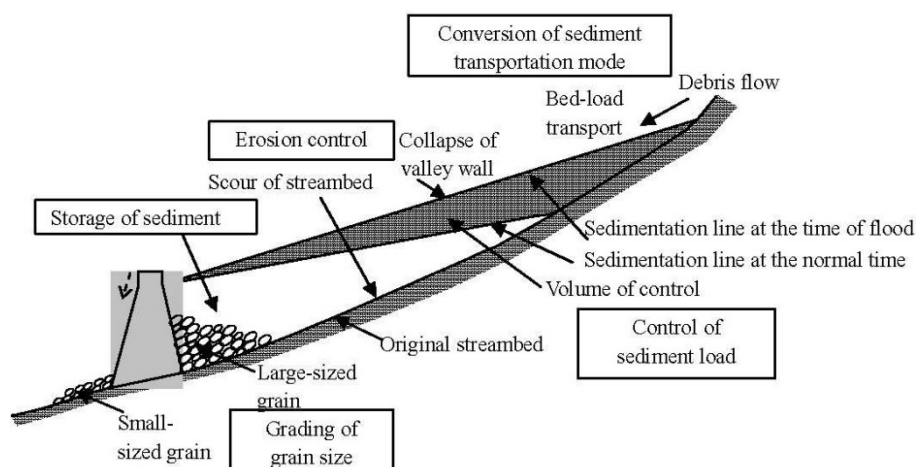 Conversion of sediment
transportation mode
Debris flow
Bed-load
transport
Erosion control
Collapse of
valley wall
Scour of streambed
Storage of sediment
Sedimentation line at the time of flood
Sedimentation line at the normal time
Volume of control
Control of
sediment load
Original streambed
Large-sized
grain
Small-
sized grain
Grading of
grain size